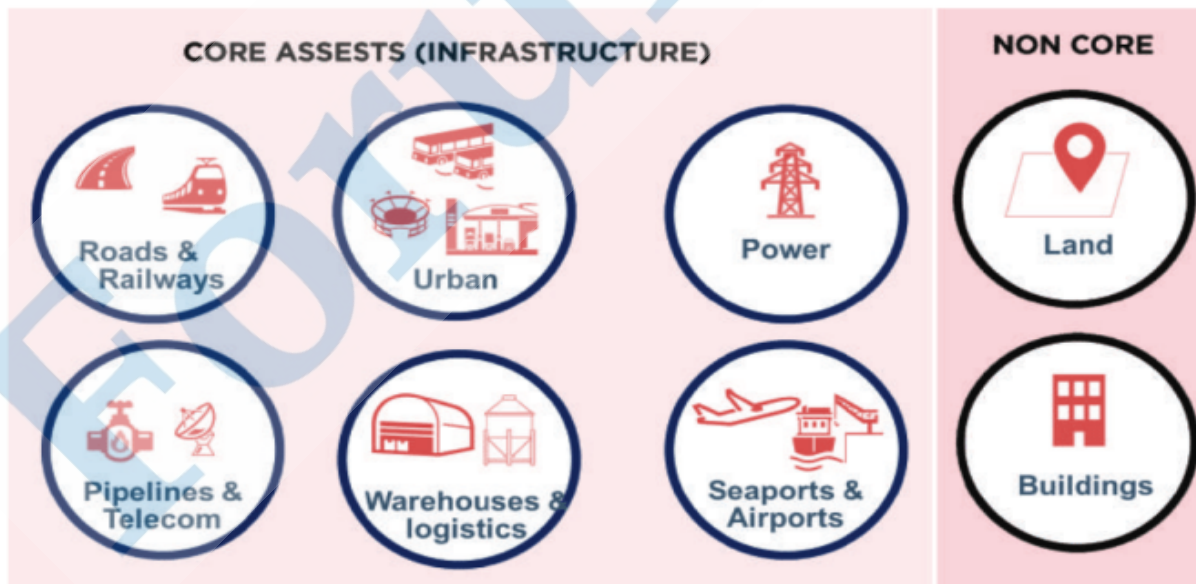 CORE ASSESTS (INFRASTRUCTURE)
NON CORE
Roads &
Railways
Urban
Power
Land
Pipelines &
Telecom
Warehouses &
logistics
Seaports &
Airports
Buildings